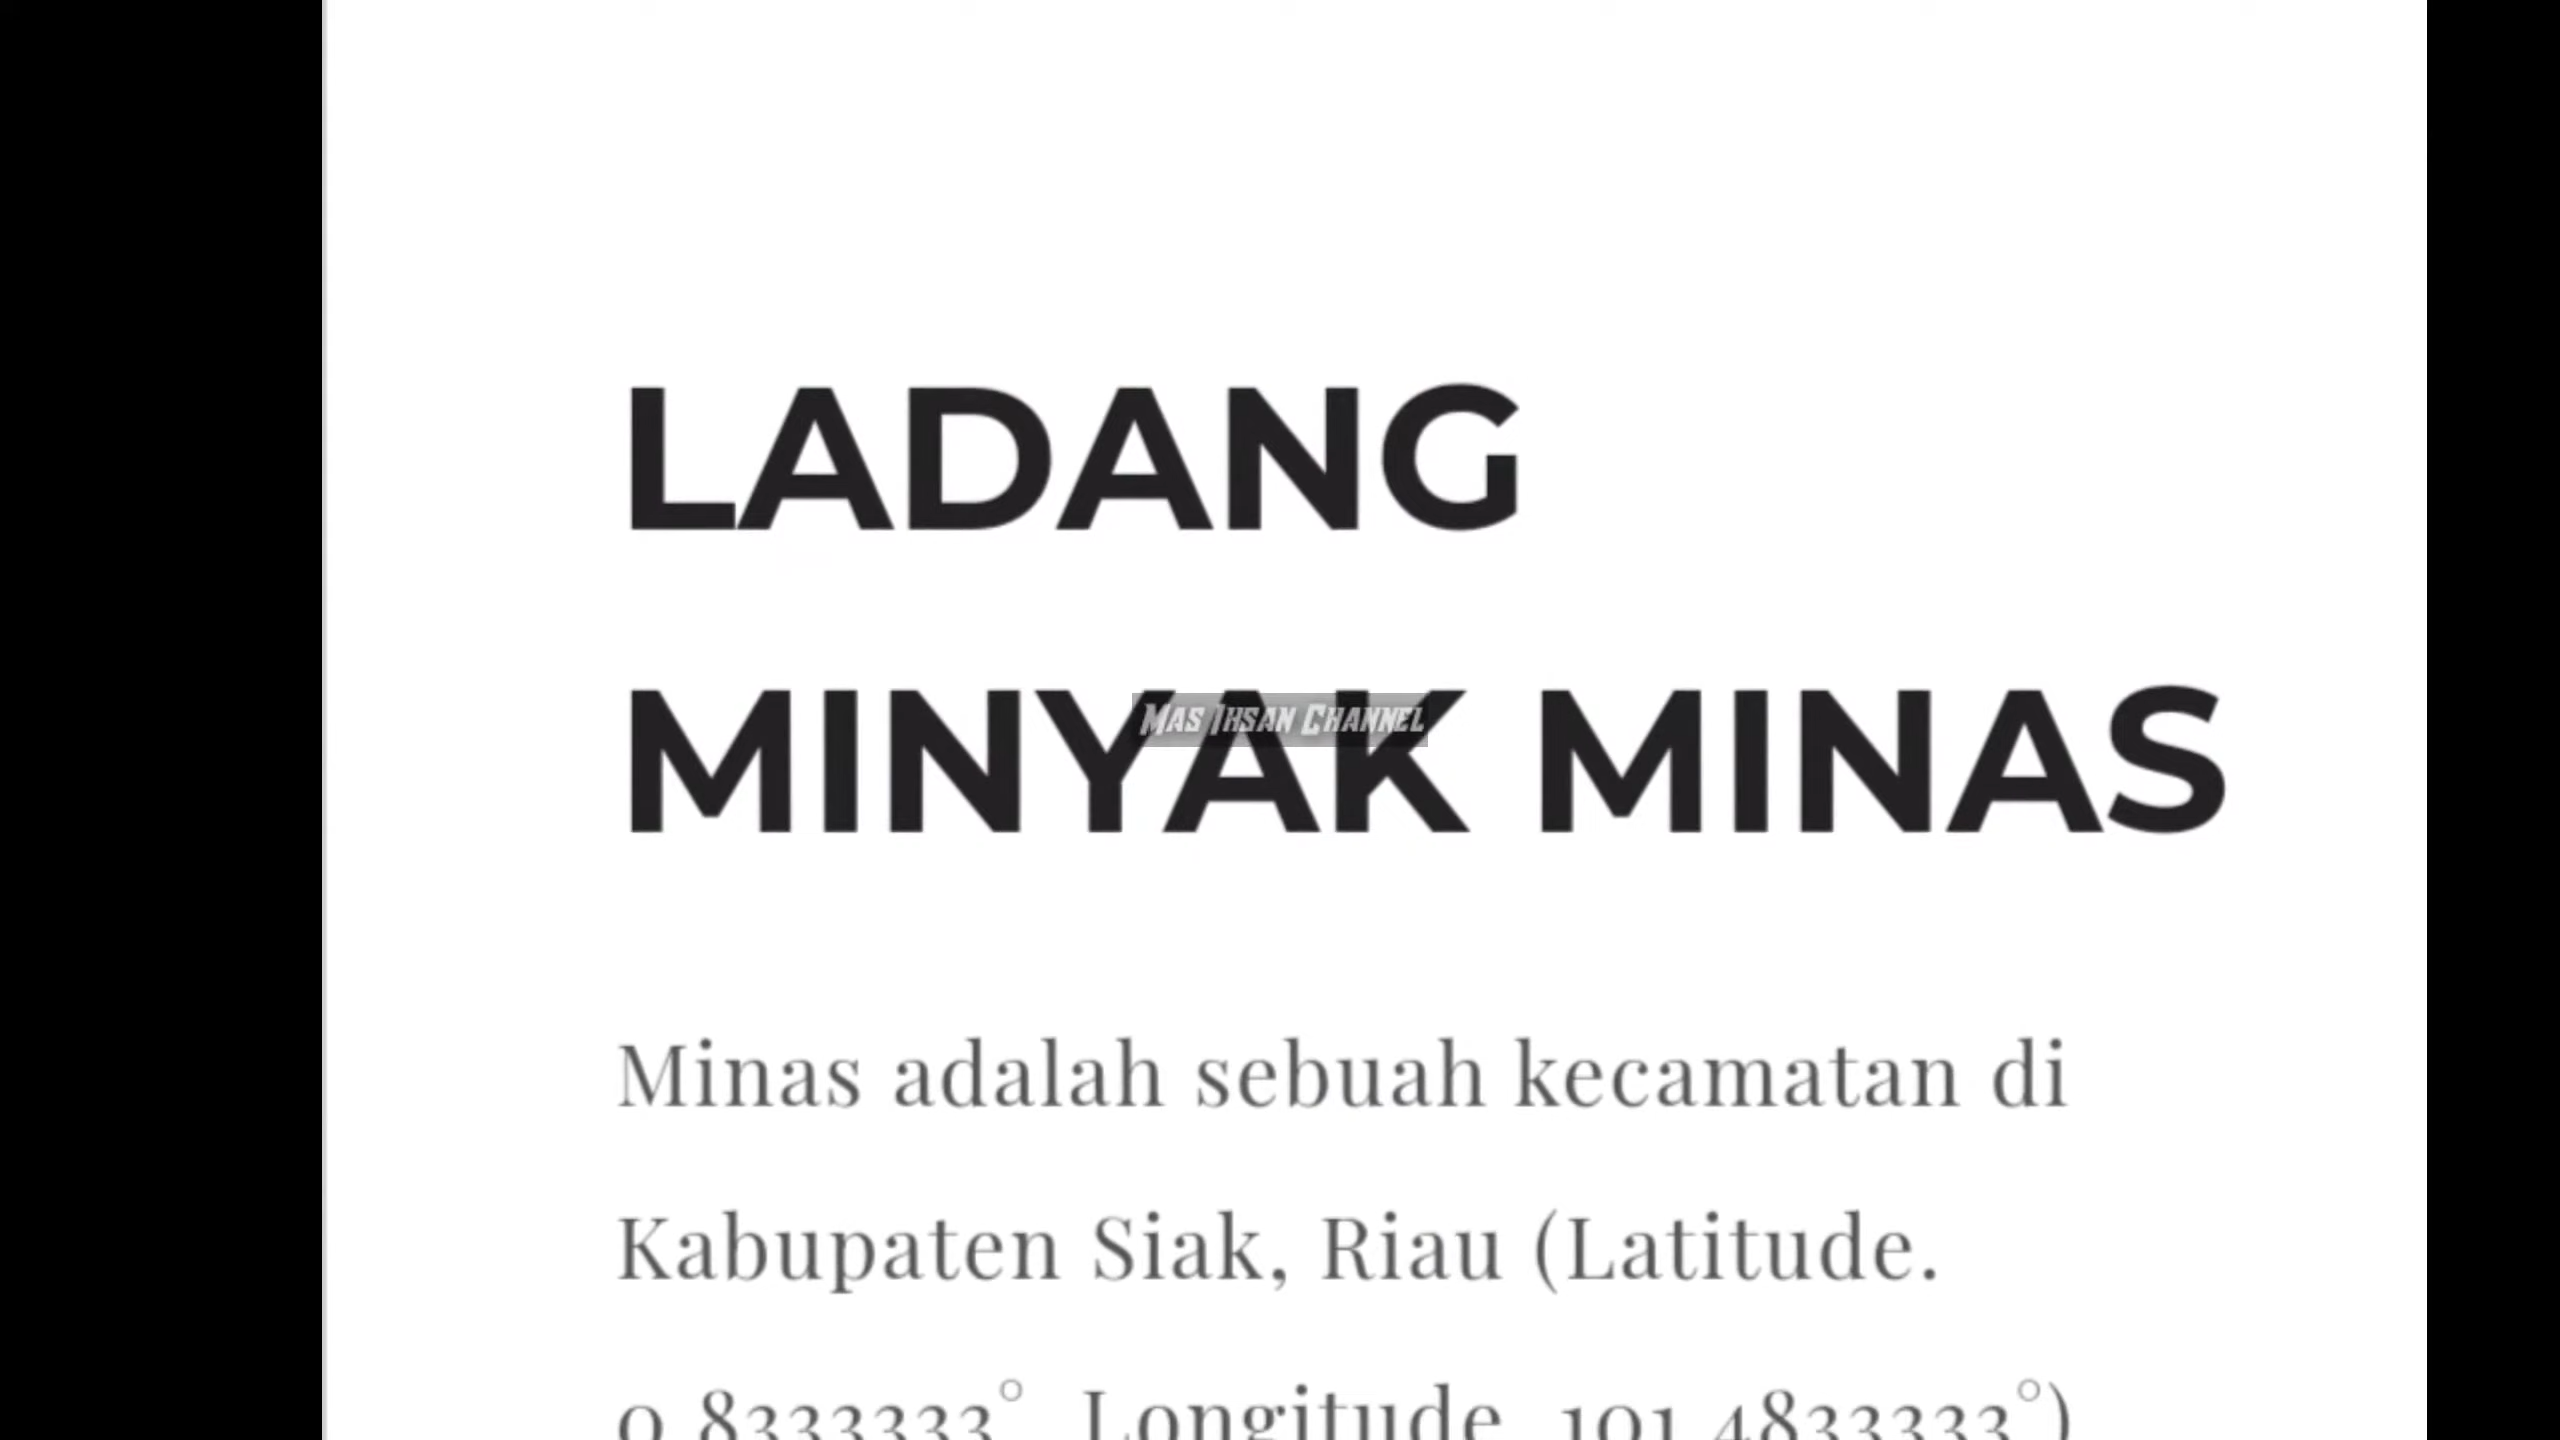 LADANG
MINYAK MINAS
Mas Ihsan Channel
Minas adalah sebuah kecamatan di
Kabupaten Siak, Riau (Latitude.
0.8333333° Longitude. 101.4833333°)